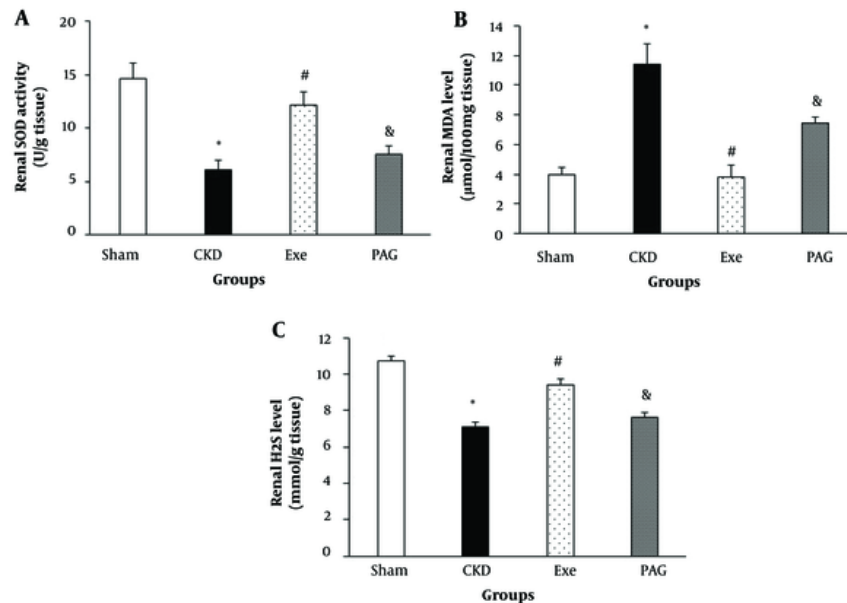 A
Renal SOD activity
(U/g tissue)
20
15
10
5
0
*
#
&
Sham CKD Exe PAG
Groups
B
Renal MDA level
(μmol/100mg tissue)
14
12
10
8
6
4
2
0
*
#
&
Sham CKD Exe PAG
Groups
C
Renal H2S level
(mmol/g tissue)
12
10
8
6
4
2
0
*
#
&
Sham CKD Exe PAG
Groups